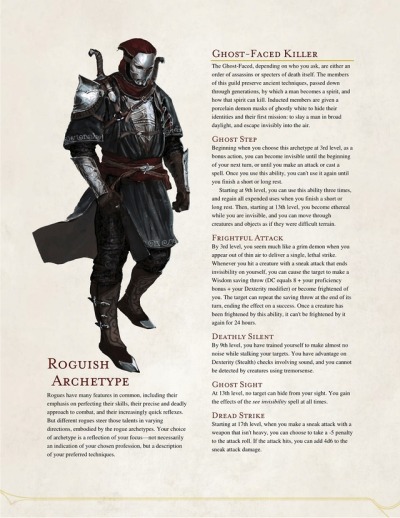 Roguish
Archetype
Rogues have many features in common, including their
emphasis on perfecting their skills, their precise and deadly
approach to combat, and their increasingly quick reflexes.
But different rogues steer those talents in varying
directions, embodied by the rogue archetypes. Your choice
of archetype is a reflection of your focus—not necessarily
an indication of your chosen profession, but a description
of your preferred techniques.
Ghost-Faced Killer
The Ghost-Faced, depending on who you ask, are either an
order of assassins or specters of death itself. The members
of this guild preserve ancient techniques, passed down
through generations, by which a man becomes a spirit, and
how that spirit can kill. Inducted members are given a
porcelain demon masks of ghostly white to hide their
identities and their first mission: to slay a man in broad
daylight, and escape invisibly into the air.
Ghost Step
Beginning when you choose this archetype at 3rd level, as a
bonus action, you can become invisible until the beginning
of your next turn, or until you make an attack or cast a
spell. Once you use this ability, you can't use it again until
you finish a short or long rest.
Starting at 9th level, you can use this ability three times,
and regain all expended uses when you finish a short or
long rest. Then, starting at 13th level, you become ethereal
while you are invisible, and you can move through
creatures and objects as if they were difficult terrain.
Frightful Attack
By 3rd level, you seem much like a grim demon when you
appear out of thin air to deliver a single, lethal strike.
Whenever you hit a creature with a sneak attack that ends
invisibility on yourself, you can cause the target to make a
Wisdom saving throw (DC equals 8 + your proficiency
bonus + your Dexterity modifier) or become frightened of
you. The target can repeat the saving throw at the end of its
turn, ending the effect on a success. Once a creature has
been frightened by this ability, it can't be frightened by it
again for 24 hours.
Deathly Silent
By 9th level, you have trained yourself to make almost no
noise while stalking your targets. You have advantage on
Dexterity (Stealth) checks involving sound, and you cannot
be detected by creatures using tremorsense.
Ghost Sight
At 13th level, no target can hide from your sight. You gain
the effects of the see invisibility spell at all times.
Dread Strike
Starting at 17th level, when you make a sneak attack with a
weapon that isn't heavy, you can choose to take a -5 penalty
to the attack roll. If the attack hits, you can add 4d6 to the
sneak attack damage.